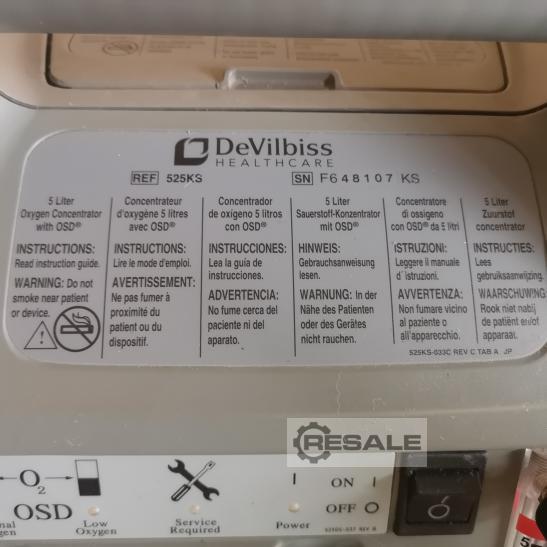 DeVilbiss
HEALTHCARE
REF 525KS
SN F648107 KS
5 Liter
Oxygen Concentrator
with OSD®
INSTRUCTIONS:
Read instruction guide.
WARNING: Do not
smoke near patient
or device.
Concentrateur
d'oxygène 5 litres
avec OSD®
INSTRUCTIONS:
Lire le mode d'emploi.
AVERTISSEMENT:
Ne pas fumer à
proximité du
patient ou du
dispositif.
Concentrador
de oxígeno 5 litros
con OSD®
INSTRUCCIONES:
Lea la guía de
instrucciones.
ADVERTENCIA:
No fume cerca del
paciente ni del
aparato.
5 Liter
Sauerstoff-Konzentrator
mit OSD®
HINWEIS:
Gebrauchsanweisung
lesen.
WARNUNG: In der
Nähe des Patienten
oder des Gerätes
nicht rauchen.
Concentratore
di ossigeno
con OSD® da 5 litri
ISTRUZIONI:
Leggere il manuale
d'istruzioni.
AVVERTENZA:
Non fumare vicino
al paziente o
all'apparecchio.
5 Liter
Zuurstof
concentrator
INSTRUCTIES:
Lees
gebruiksaanwijzing.
WAARSCHUWING:
Rook niet nabij
de patiënt en/of
apparaat.
525KS-033C REV C TAB A JP
RESALE
O2
OSD
Low
Oxygen
Service
Required
Power
ON I
OFF O